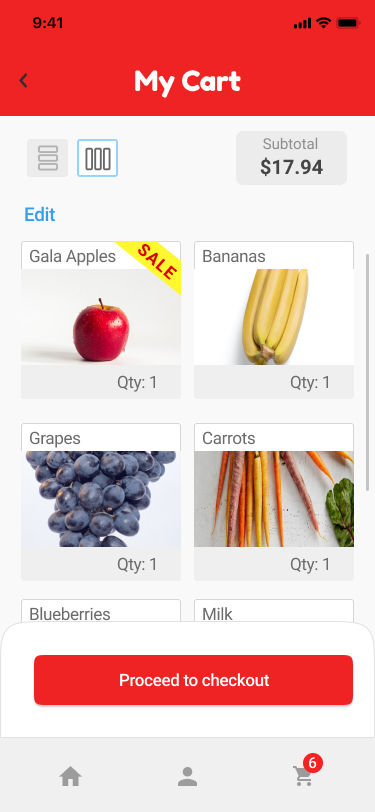 9:41
My Cart
Subtotal
$17.94
Edit
Gala Apples
SALE
Bananas
Qty: 1
Qty: 1
Grapes
Carrots
Qty: 1
Qty: 1
Blueberries
Milk
Proceed to checkout
6